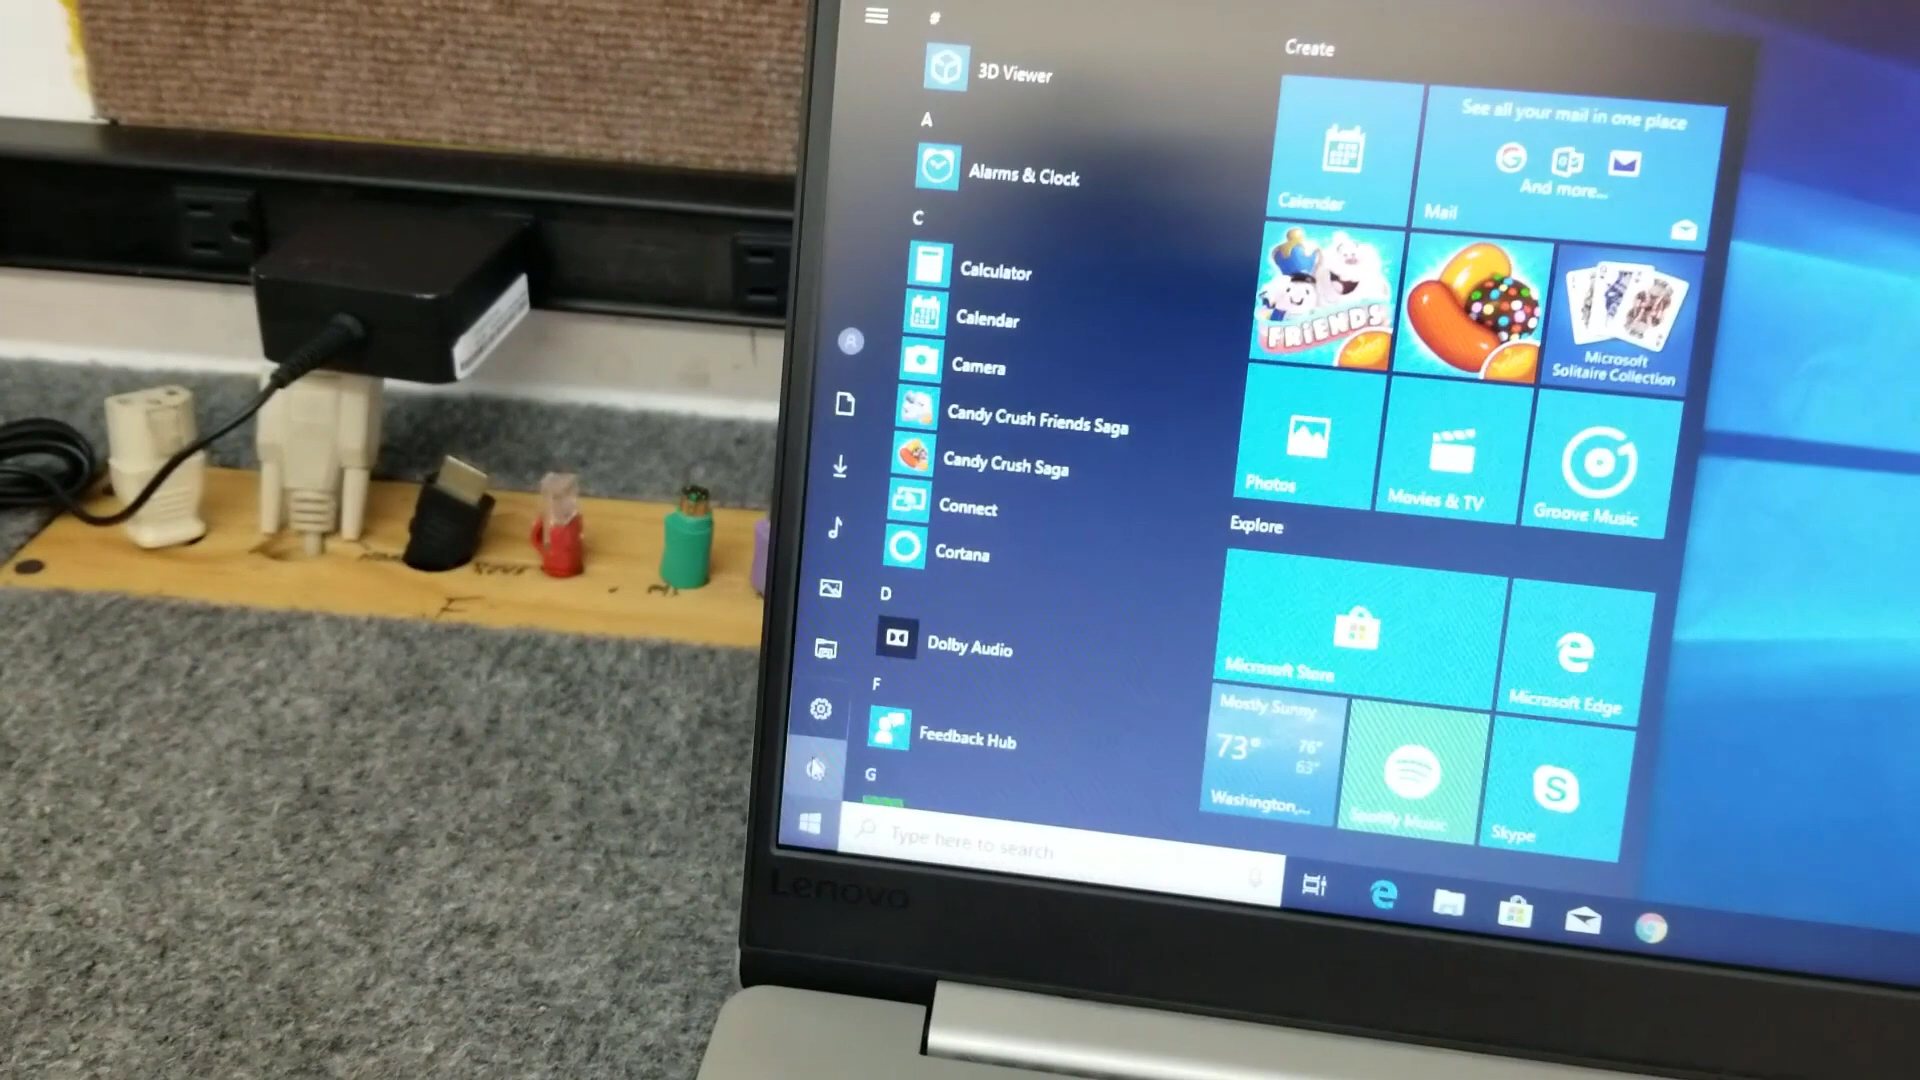 #
3D Viewer
A
Alarms & Clock
C
Calculator
Calendar
Camera
Candy Crush Friends Saga
Candy Crush Saga
Connect
Cortana
D
Dolby Audio
F
Feedback Hub
G
Type here to search
Create
Calendar
See all your mail in one place
And more...
Mail
FRIENDS
Microsoft
Solitaire Collection
Photos
Movies & TV
Groove Music
Explore
Microsoft Store
Microsoft Edge
Mostly Sunny
73°
76°
63°
Washington,...
Spotify Music
Skype
Lenovo